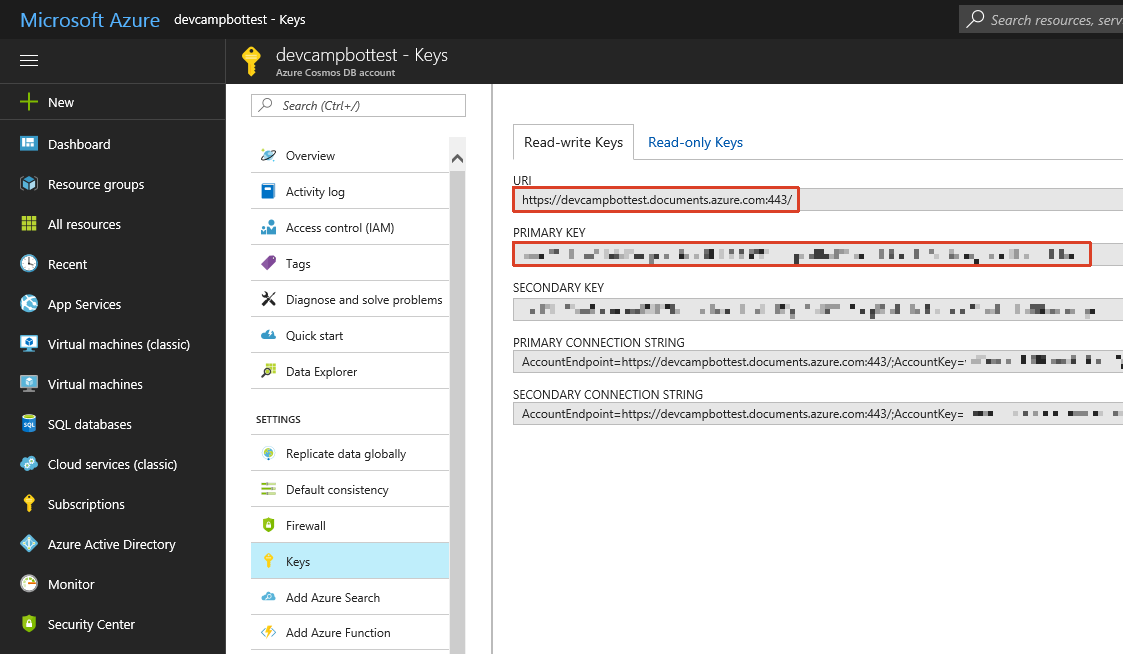 Microsoft Azure devcampbottest - Keys
Search resources, serv
devcampbottest - Keys
Azure Cosmos DB account
New
Dashboard
Resource groups
All resources
Recent
App Services
Virtual machines (classic)
Virtual machines
SQL databases
Cloud services (classic)
Subscriptions
Azure Active Directory
Monitor
Security Center
Search (Ctrl+/)
Overview
Activity log
Access control (IAM)
Tags
Diagnose and solve problems
Quick start
Data Explorer
SETTINGS
Replicate data globally
Default consistency
Firewall
Keys
Add Azure Search
Add Azure Function
Read-write Keys
Read-only Keys
URI
https://devcampbottest.documents.azure.com:443/
PRIMARY KEY
SECONDARY KEY
PRIMARY CONNECTION STRING
AccountEndpoint=https://devcampbottest.documents.azure.com:443/;AccountKey=
SECONDARY CONNECTION STRING
AccountEndpoint=https://devcampbottest.documents.azure.com:443/;AccountKey=